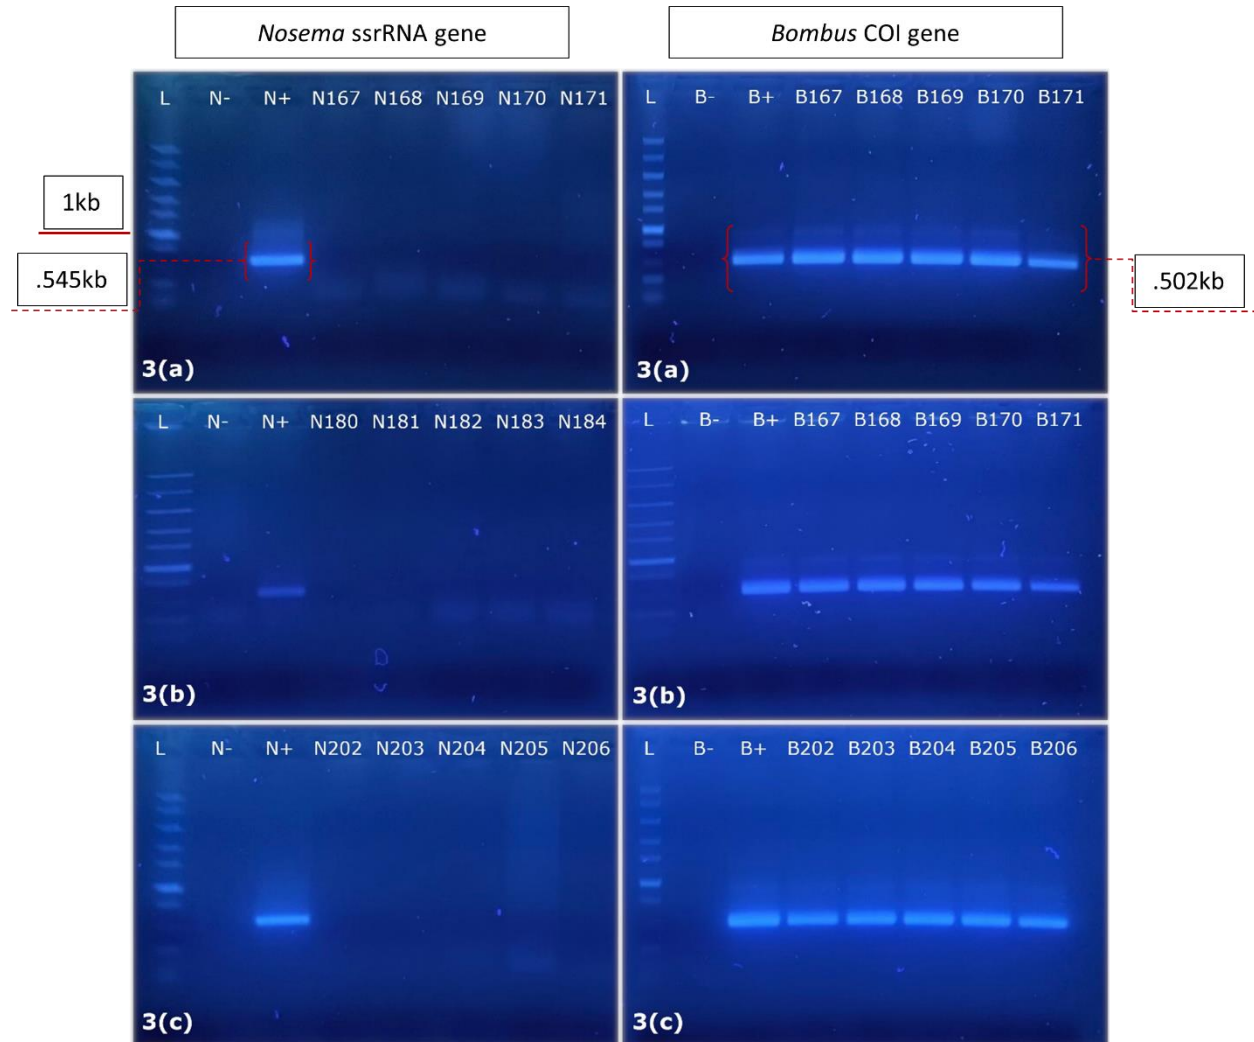 Nosema ssrRNA gene
Bombus COI gene
L N- N+ N167 N168 N169 N170 N171
L B- B+ B167 B168 B169 B170 B171
1kb
.545kb
.502kb
3(a)
3(a)
L N- N+ N180 N181 N182 N183 N184
L B- B+ B167 B168 B169 B170 B171
3(b)
3(b)
L N- N+ N202 N203 N204 N205 N206
L B- B+ B202 B203 B204 B205 B206
3(c)
3(c)